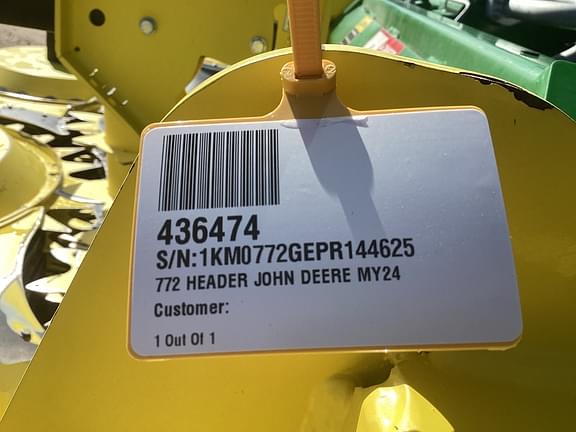 436474
S/N:1KM0772GEPR144625
772 HEADER JOHN DEERE MY24
Customer:
1 Out Of 1